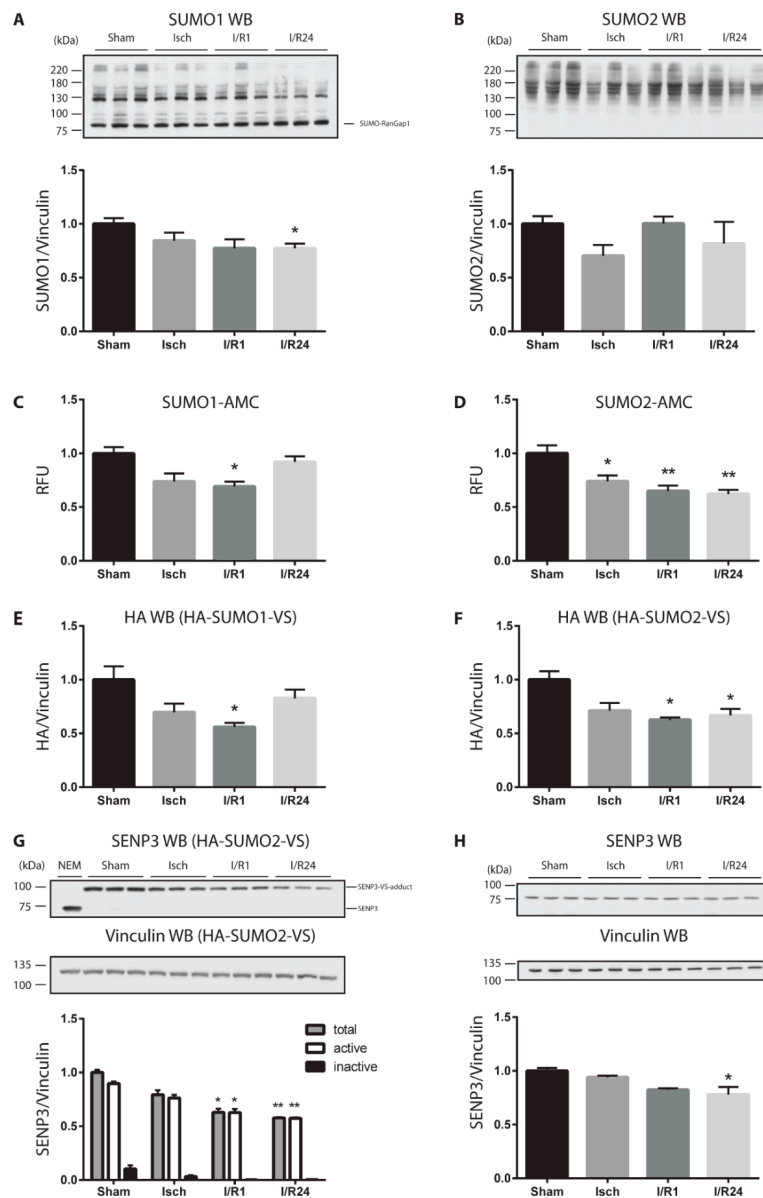 A
SUMO1 WB
(kDa)
Sham
Isch
I/R1
I/R24
220
180
130
100
75
SUMO-RanGap1
SUMO1/Vinculin
1.5
1.0
0.5
0.0
Sham
Isch
I/R1
I/R24
*
B
SUMO2 WB
(kDa)
Sham
Isch
I/R1
I/R24
220
180
130
100
75
SUMO2/Vinculin
1.5
1.0
0.5
0.0
Sham
Isch
I/R1
I/R24
C
SUMO1-AMC
RFU
1.5
1.0
0.5
0.0
*
Sham
Isch
I/R1
I/R24
D
SUMO2-AMC
RFU
1.5
1.0
0.5
0.0
*
**
**
Sham
Isch
I/R1
I/R24
E
HA WB (HA-SUMO1-VS)
HA/Vinculin
1.5
1.0
0.5
0.0
*
Sham
Isch
I/R1
I/R24
F
HA WB (HA-SUMO2-VS)
HA/Vinculin
1.5
1.0
0.5
0.0
*
*
Sham
Isch
I/R1
I/R24
G
SENP3 WB (HA-SUMO2-VS)
(kDa)
NEM
Sham
Isch
I/R1
I/R24
100
75
SENP3-VS-adduct
SENP3
Vinculin WB (HA-SUMO2-VS)
135
100
SENP3/Vinculin
1.5
1.0
0.5
0.0
total
active
inactive
* *
** **
Sham
Isch
I/R1
I/R24
H
SENP3 WB
(kDa)
Sham
Isch
I/R1
I/R24
100
75
Vinculin WB
135
100
SENP3/Vinculin
1.5
1.0
0.5
0.0
*
Sham
Isch
I/R1
I/R24